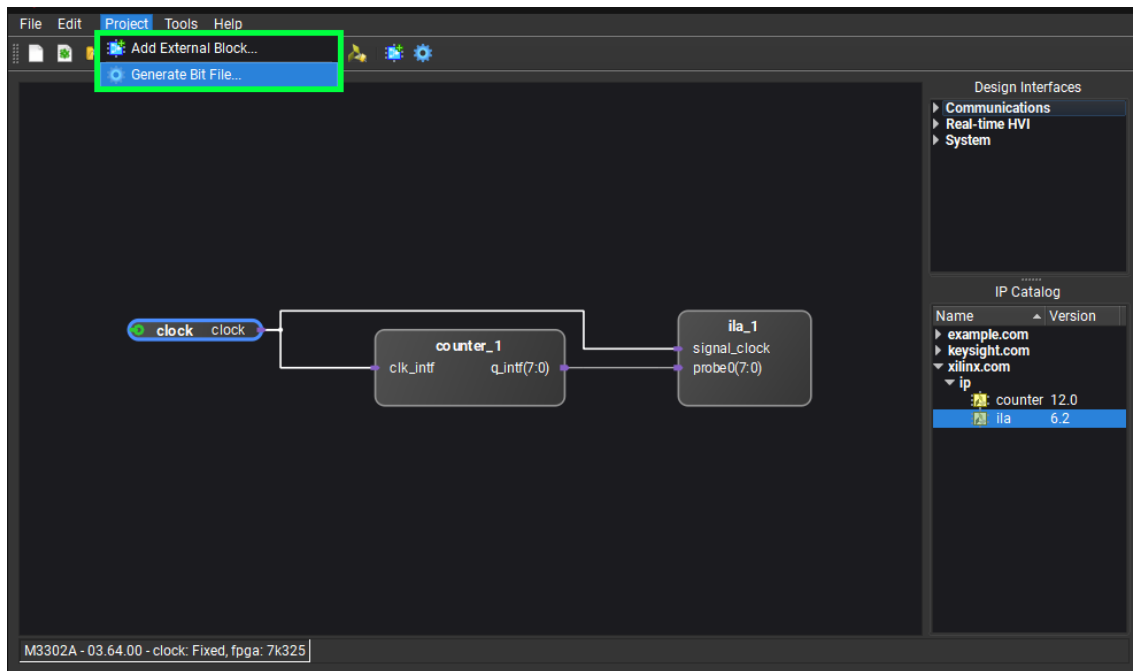 File Edit Project Tools Help
Add External Block...
Generate Bit File...
Design Interfaces
Communications
Real-time HVI
System
clock clock
counter_1
clk_intf q_intf(7:0)
ila_1
signal_clock
probe0(7:0)
IP Catalog
Name Version
example.com
keysight.com
xilinx.com
ip
counter 12.0
ila 6.2
M3302A - 03.64.00 - clock: Fixed, fpga: 7k325